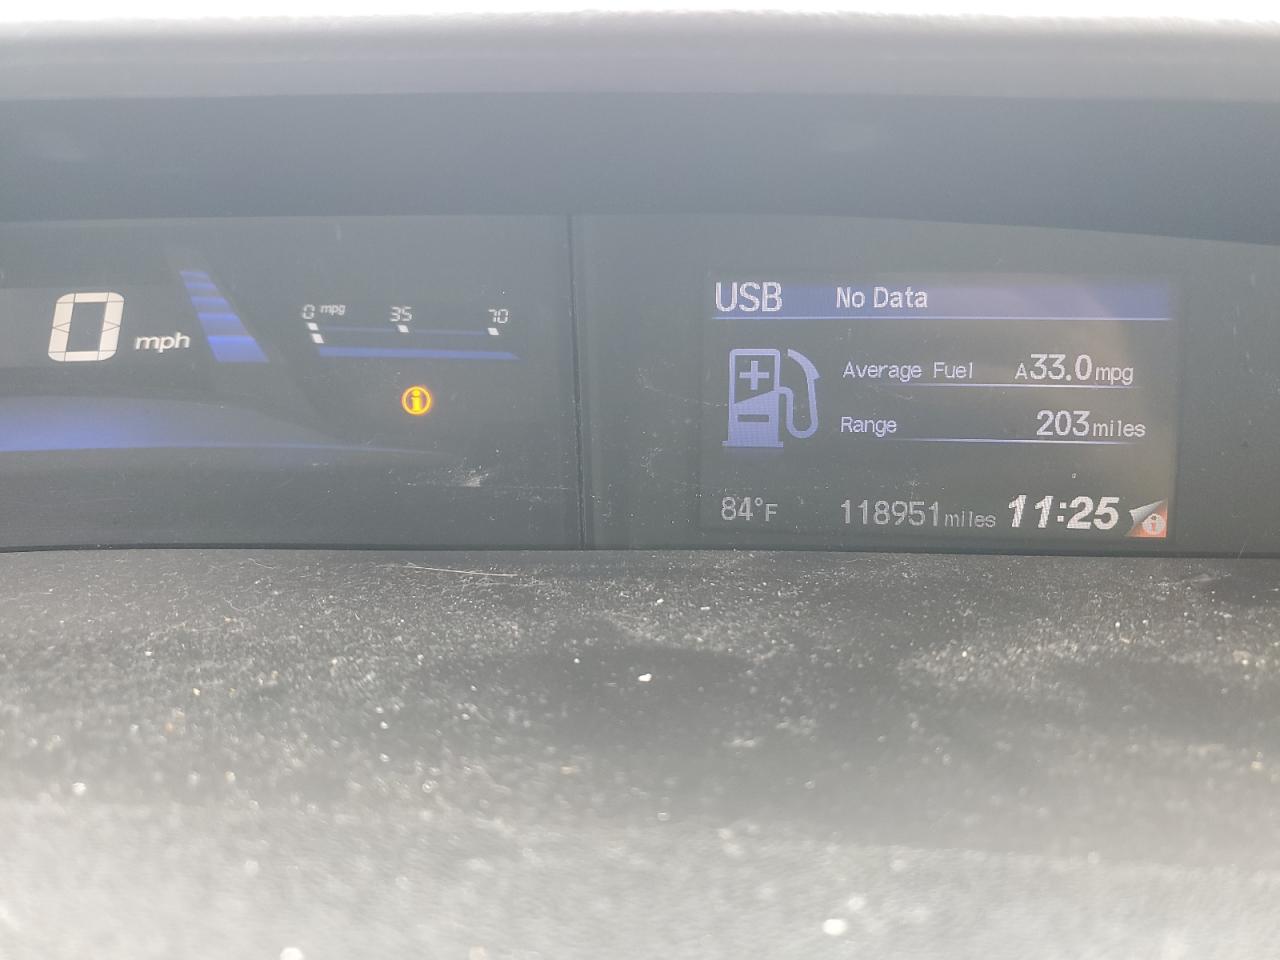 0 mph
0 mpg 35 70
i
USB No Data
Average Fuel A33.0mpg
Range 203miles
84°F 118951miles 11:25 i